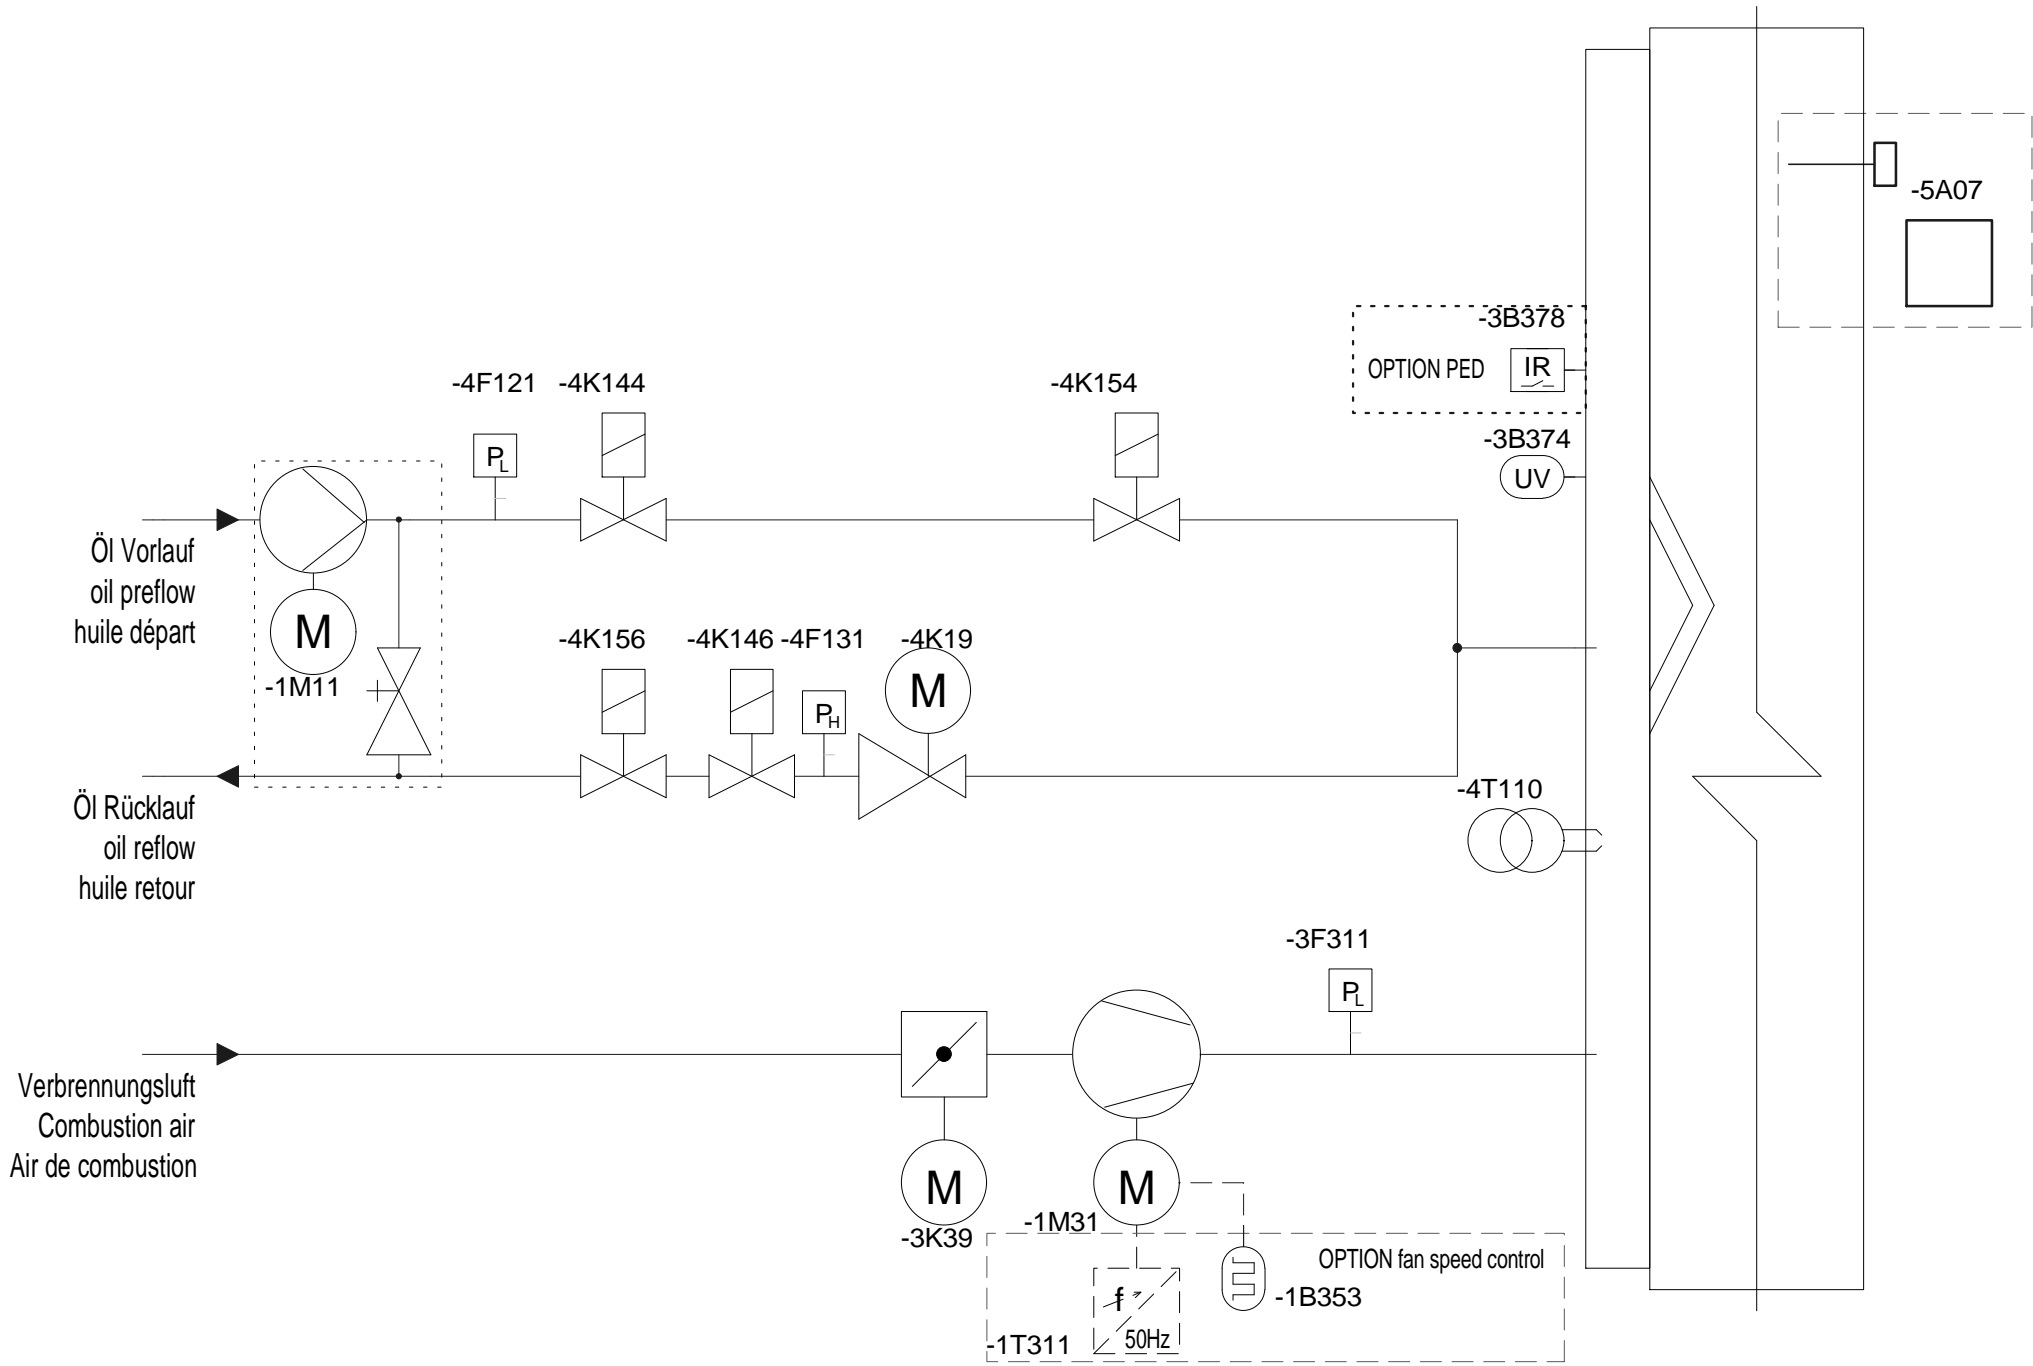 -5A07
-3B378
OPTION PED
IR
-4F121
-4K144
-4K154
-3B374
PL
UV
Öl Vorlauf
oil preflow
huile départ
M
-1M11
-4K156
-4K146
-4F131
-4K19
M
PH
Öl Rücklauf
oil reflow
huile retour
-4T110
-3F311
PL
Verbrennungsluft
Combustion air
Air de combustion
M
-3K39
M
-1M31
OPTION fan speed control
-1B353
f
50Hz
-1T311